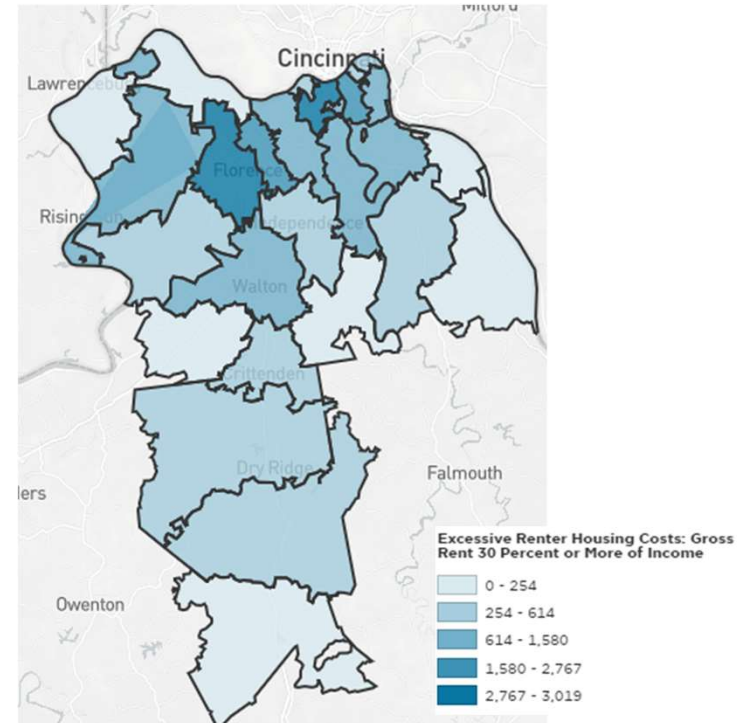 Milford
Cincinnati
Lawrenceburg
Florence
Rising Sun
Independence
Walton
Crittenden
Dry Ridge
Falmouth
ders
Owenton
Excessive Renter Housing Costs: Gross
Rent 30 Percent or More of Income
0 - 254
254 - 614
614 - 1,580
1,580 - 2,767
2,767 - 3,019